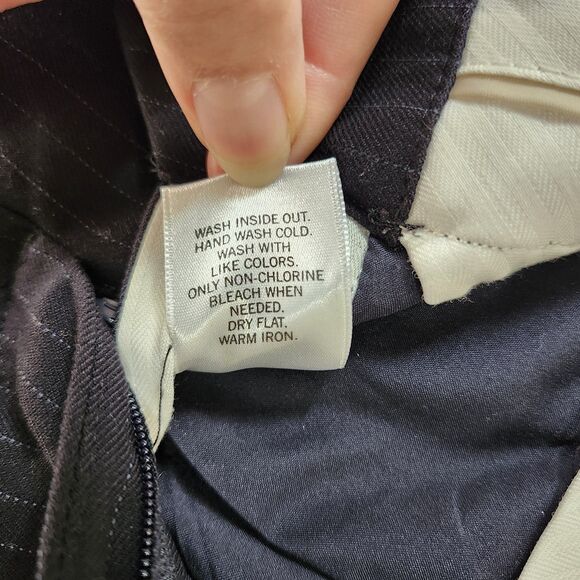 WASH INSIDE OUT.
HAND WASH COLD.
WASH WITH
LIKE COLORS.
ONLY NON-CHLORINE
BLEACH WHEN
NEEDED.
DRY FLAT.
WARM IRON.